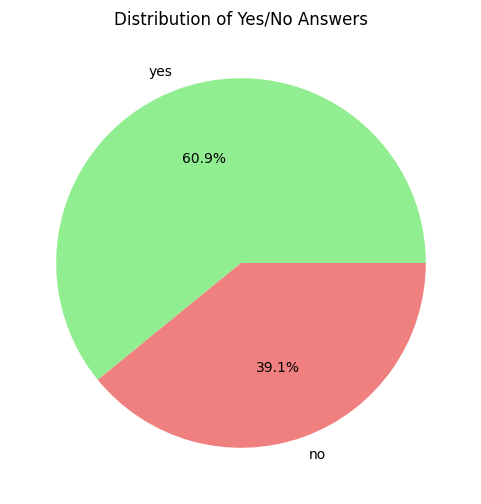 Distribution of Yes/No Answers
yes
60.9%
39.1%
no